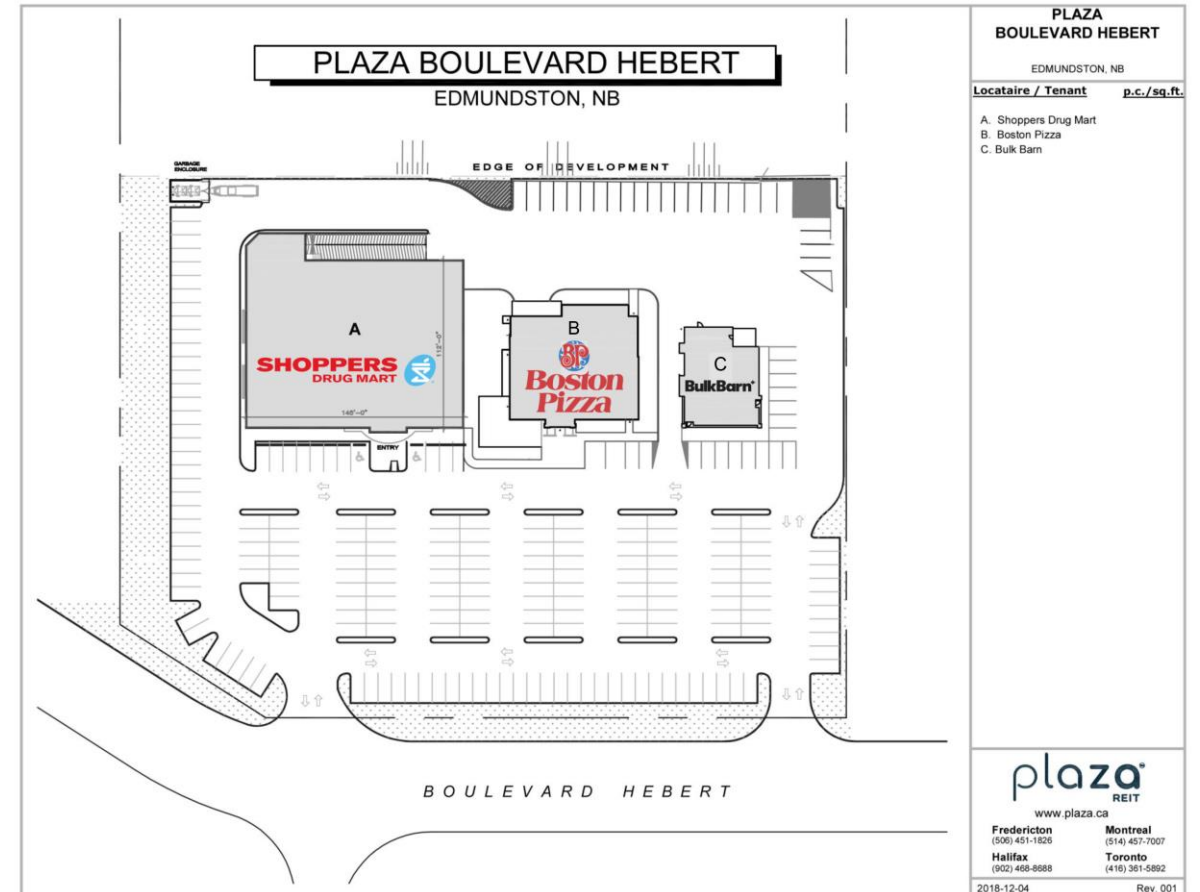 PLAZA BOULEVARD HEBERT
EDMUNDSTON, NB
GARBAGE
ENCLOSURE
EDGE OF DEVELOPMENT
A
SHOPPERS
DRUG MART
112'-0"
148'-0"
ENTRY
B
BP
Boston
Pizza
C
BulkBarn
BOULEVARD HEBERT
PLAZA
BOULEVARD HEBERT
EDMUNDSTON, NB
Locataire / Tenant p.c./sq.ft.
A. Shoppers Drug Mart
B. Boston Pizza
C. Bulk Barn
plaza
REIT
www.plaza.ca
Fredericton Montreal
(506) 451-1826 (514) 457-7007
Halifax Toronto
(902) 468-8688 (416) 361-5892
2018-12-04 Rev. 001